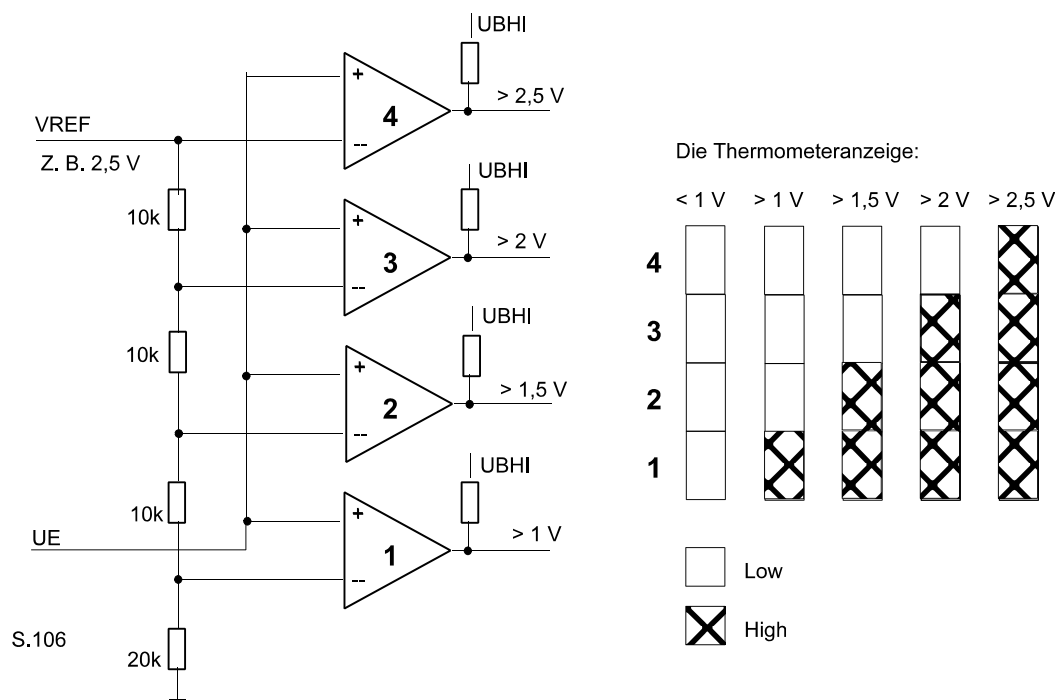 UBHI
+
4
--
> 2,5 V
VREF
Z. B. 2,5 V
10k
UBHI
+
3
--
> 2 V
10k
UBHI
+
2
--
> 1,5 V
10k
UBHI
+
1
--
> 1 V
UE
S.106
20k
Die Thermometeranzeige:
< 1 V > 1 V > 1,5 V > 2 V > 2,5 V
4
3
2
1
Low
High